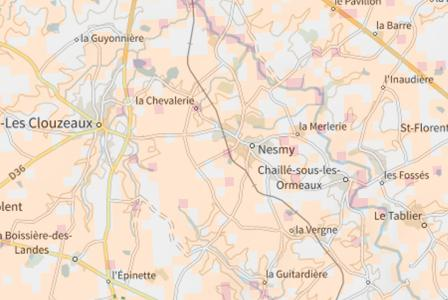 le Pavillon
la Barre
la Guyonnière
l'Inaudière
la Chevalerie
-Les Clouzeaux
la Merlerie
St-Florent
Nesmy
D36
Chaillé-sous-les-
Ormeaux
les Fossés
olent
Le Tablier
la Vergne
a Boissière-des-
Landes
l'Épinette
la Guitardière